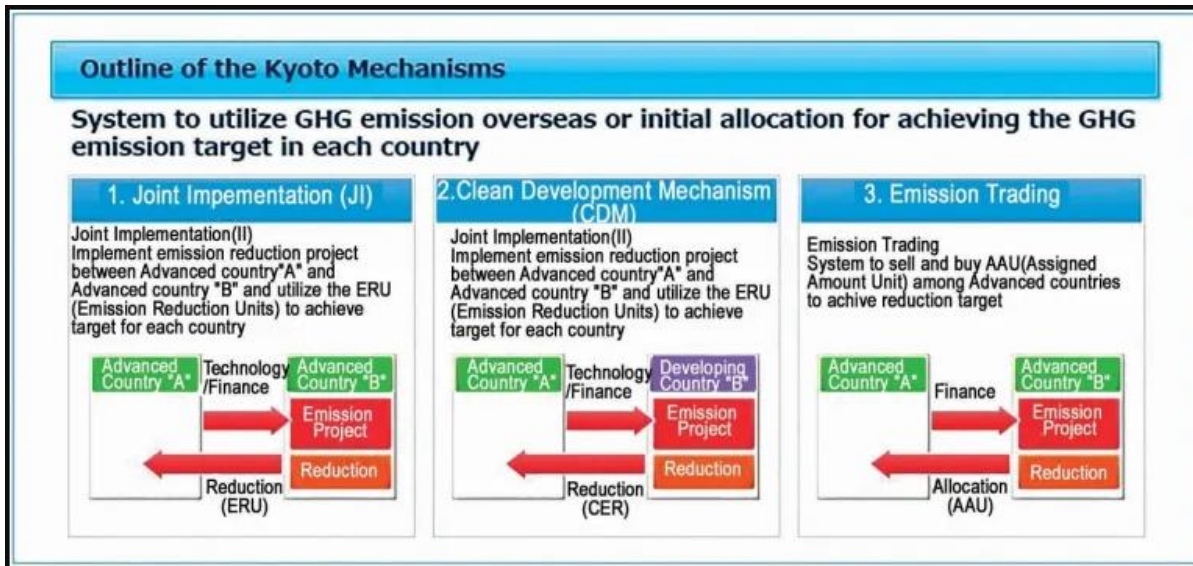 Outline of the Kyoto Mechanisms
System to utilize GHG emission overseas or initial allocation for achieving the GHG
emission target in each country
1. Joint Impementation (JI)
Joint Implementation(II)
Implement emission reduction project
between Advanced country"A" and
Advanced country "B" and utilize the ERU
(Emission Reduction Units) to achieve
target for each country
Advanced
Country "A"
Technology
/Finance
Advanced
Country "B"
Emission
Project
Reduction
Reduction
(ERU)
2.Clean Development Mechanism
(CDM)
Joint Implementation(II)
Implement emission reduction project
between Advanced country"A" and
Advanced country "B" and utilize the ERU
(Emission Reduction Units) to achieve
target for each country
Advanced
Country "A"
Technology
/Finance
Developing
Country "B"
Emission
Project
Reduction
Reduction
(CER)
3. Emission Trading
Emission Trading
System to sell and buy AAU(Assigned
Amount Unit) among Advanced countries
to achive reduction target
Advanced
Country "A"
Finance
Advanced
Country "B"
Emission
Project
Reduction
Allocation
(AAU)